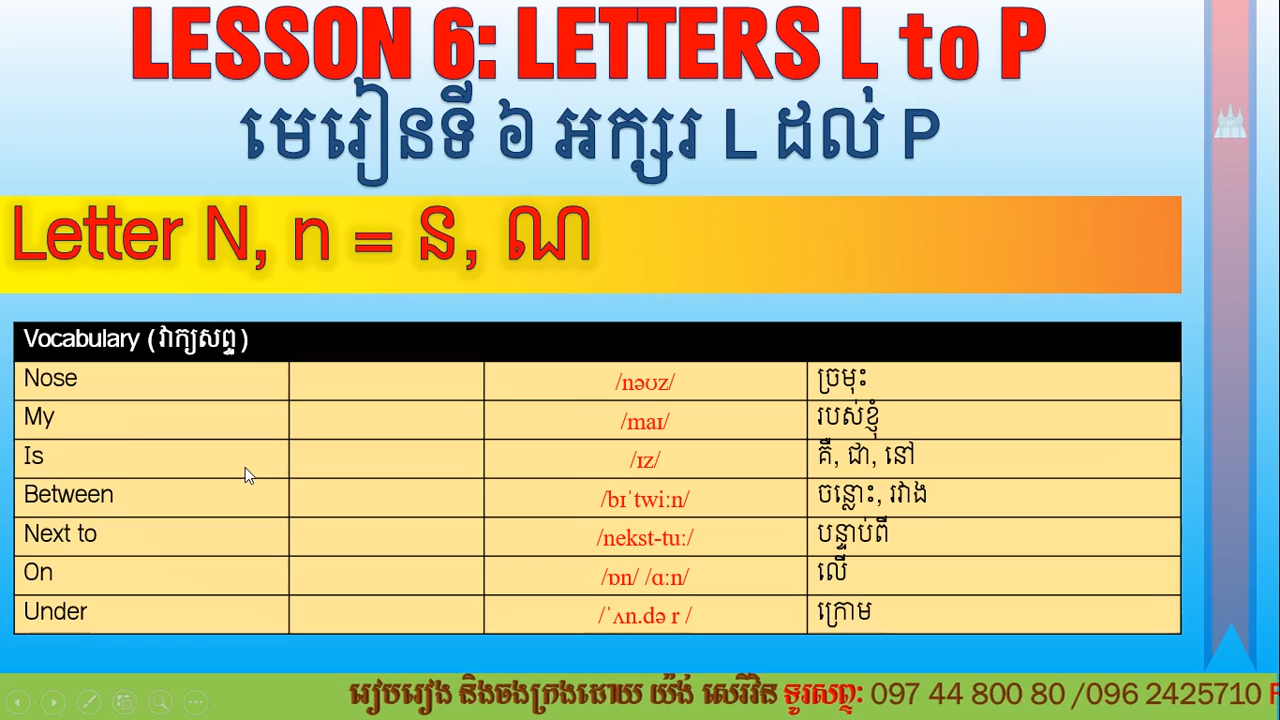 LESSON 6: LETTERS L to P
មេរៀនទី ៦ អក្សរ L ដល់ P
Letter N, n = ន, ណ
Vocabulary (វាក្យសព្ទ)
Nose /nəʊz/ ច្រមុះ
My /maɪ/ របស់ខ្ញុំ
Is /ɪz/ គឺ, ជា, នៅ
Between /bɪˈtwiːn/ ចន្លោះ, រវាង
Next to /nekst-tuː/ បន្ទាប់ពី
On /ɒn/ /ɑːn/ លើ
Under /ˈʌn.də r / ក្រោម
រៀបរៀង និងចងក្រងដោយ យ៉ង់ សេរីវិន ទូរសព្ទៈ 097 44 800 80 /096 2425710 F